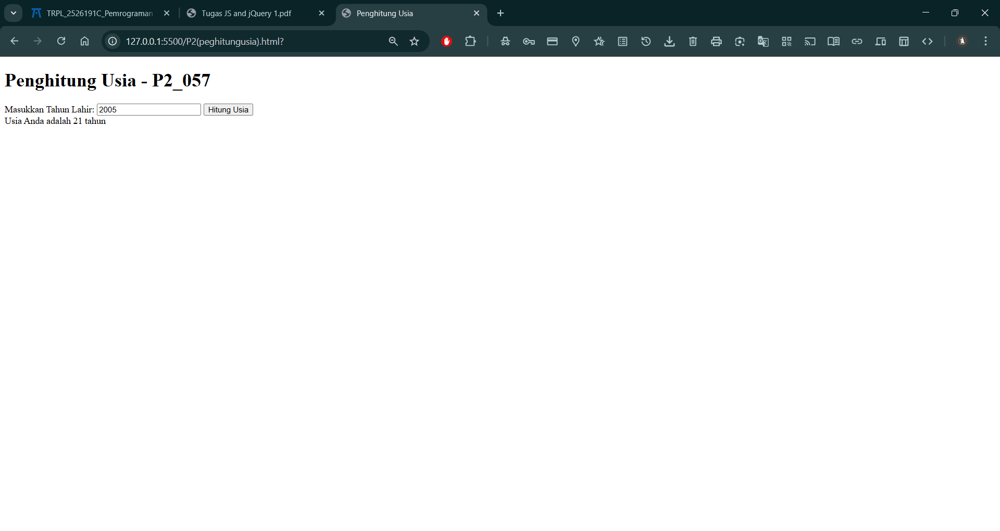 TRPL_2526191C_Pemrograman
Tugas JS and jQuery 1.pdf
Penghitung Usia
127.0.0.1:5500/P2(peghitungusia).html?
Penghitung Usia - P2_057
Masukkan Tahun Lahir: 2005 Hitung Usia
Usia Anda adalah 21 tahun